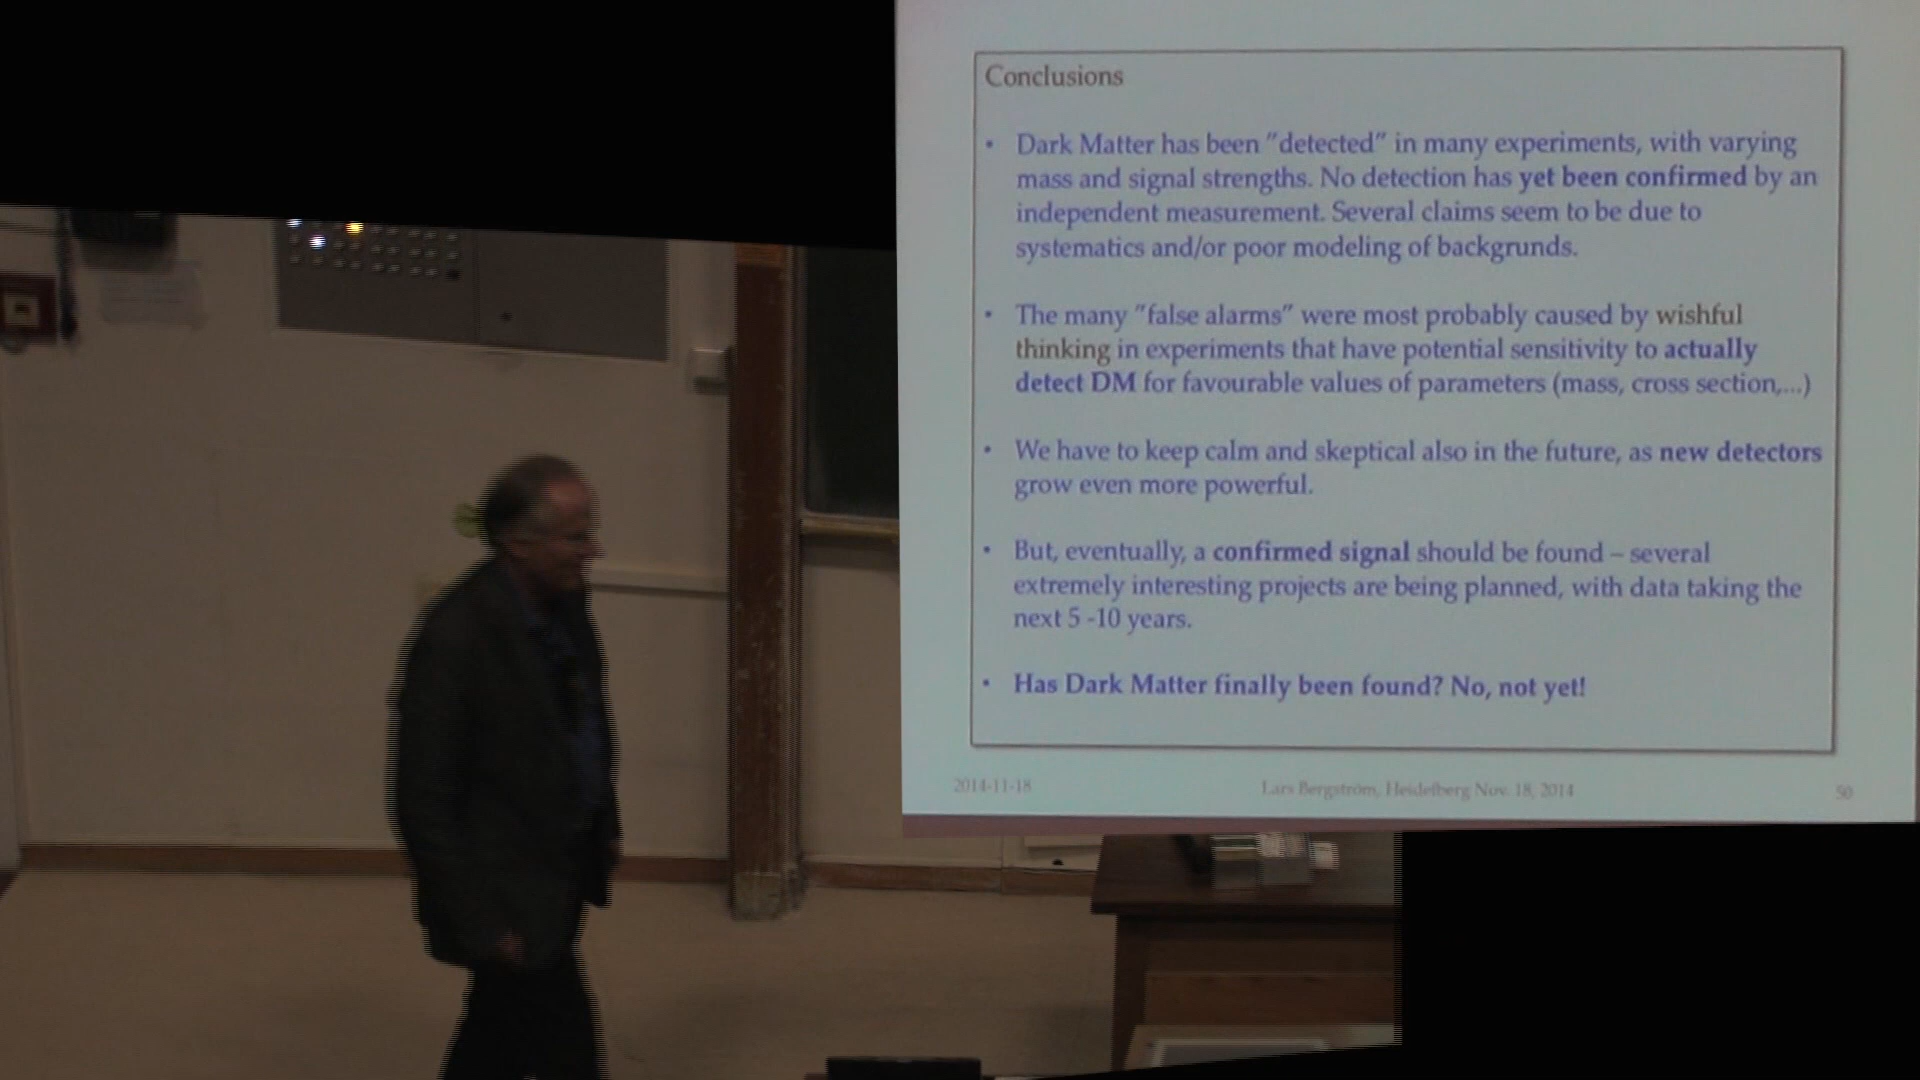 Conclusions
• Dark Matter has been "detected" in many experiments, with varying
mass and signal strengths. No detection has yet been confirmed by an
independent measurement. Several claims seem to be due to
systematics and/or poor modeling of backgrunds.
• The many "false alarms" were most probably caused by wishful
thinking in experiments that have potential sensitivity to actually
detect DM for favourable values of parameters (mass, cross section,...)
• We have to keep calm and skeptical also in the future, as new detectors
grow even more powerful.
• But, eventually, a confirmed signal should be found – several
extremely interesting projects are being planned, with data taking the
next 5 -10 years.
• Has Dark Matter finally been found? No, not yet!
2014-11-18
Lars Bergström, Heidelberg Nov. 18, 2014
50